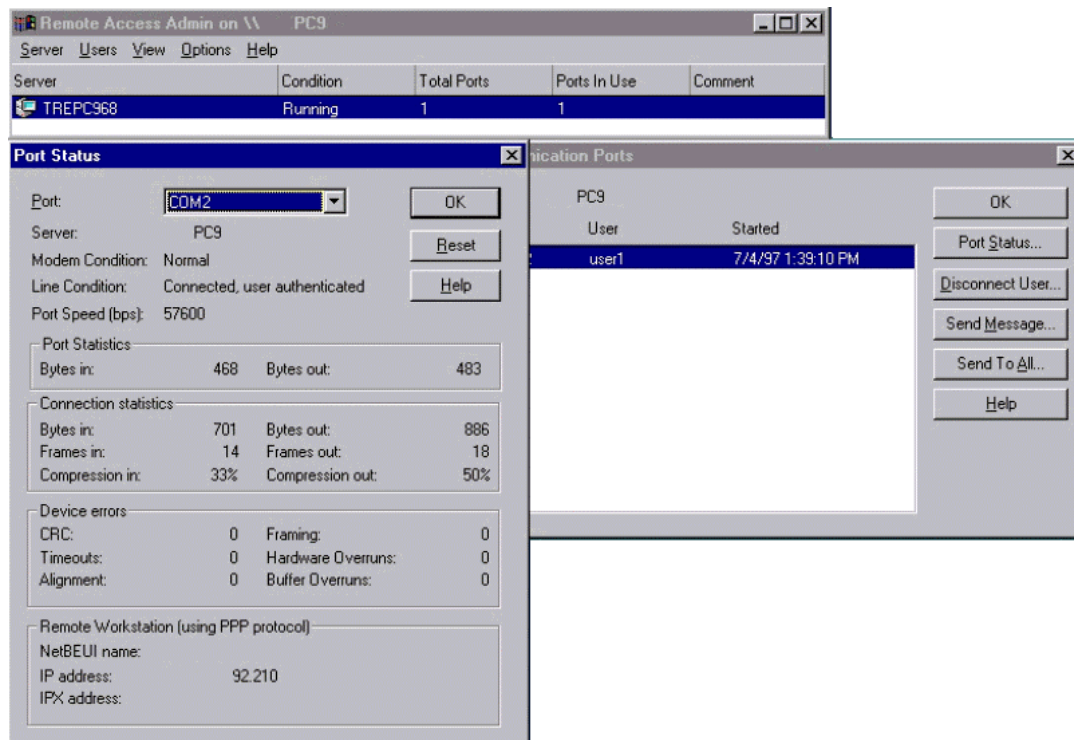 Remote Access Admin on \\ PC9
Server Users View Options Help
Server Condition Total Ports Ports In Use Comment
TREPC968 Running 1 1
Port Status
Port: COM2 OK
Server: PC9
Reset
Modem Condition: Normal
Line Condition: Connected, user authenticated Help
Port Speed (bps): 57600
Port Statistics
Bytes in: 468 Bytes out: 483
Connection statistics
Bytes in: 701 Bytes out: 886
Frames in: 14 Frames out: 18
Compression in: 33% Compression out: 50%
Device errors
CRC: 0 Framing: 0
Timeouts: 0 Hardware Overruns: 0
Alignment: 0 Buffer Overruns: 0
Remote Workstation (using PPP protocol)
NetBEUI name:
IP address: 92.210
IPX address:
ication Ports
PC9 OK
User Started
Port Status...
user1 7/4/97 1:39:10 PM
Disconnect User...
Send Message...
Send To All...
Help